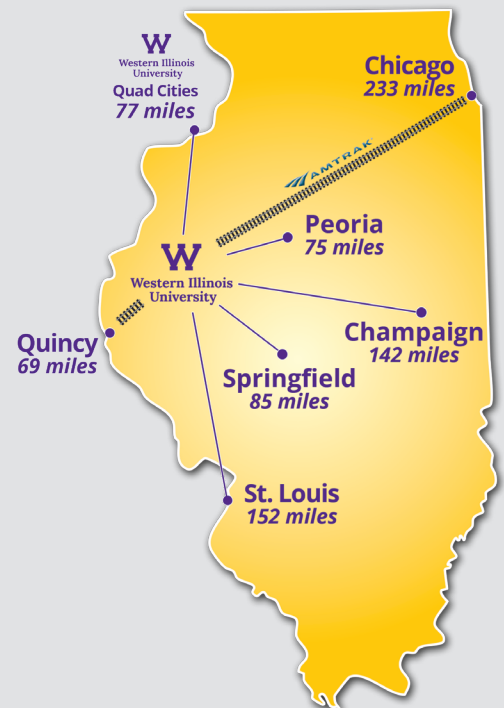 W
Western Illinois
University
Quad Cities
77 miles
Chicago
233 miles
AMTRAK
Peoria
75 miles
W
Western Illinois
University
Champaign
142 miles
Quincy
69 miles
Springfield
85 miles
St. Louis
152 miles